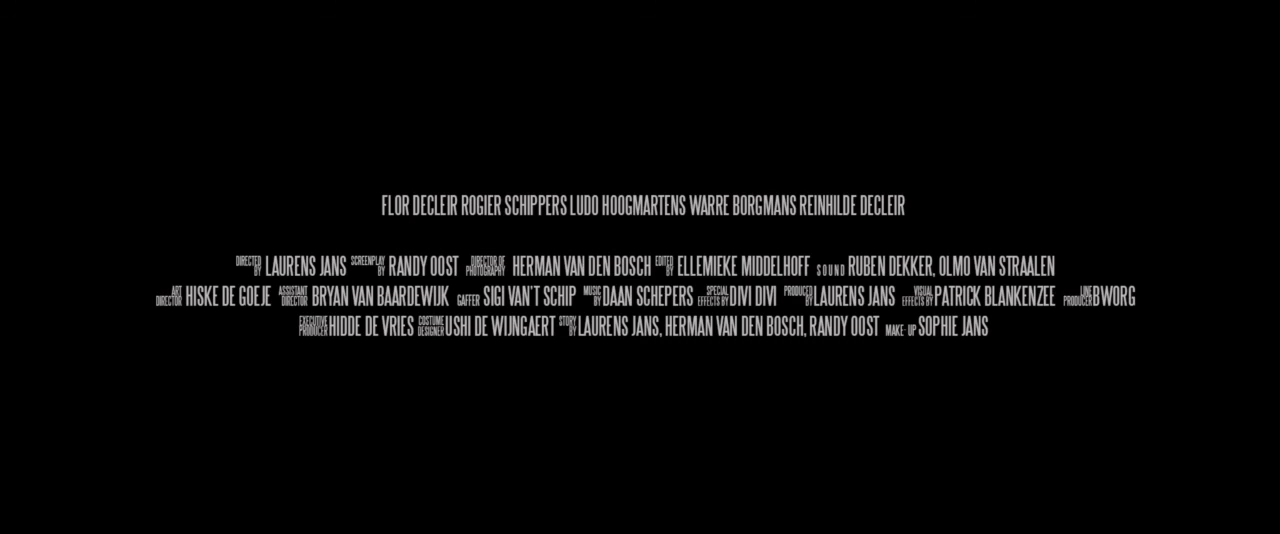 FLOR DECLEIR ROGIER SCHIPPERS LUDO HOOGMARTENS WARRE BORGMANS REINHILDE DECLEIR
DIRECTED BY LAURENS JANS SCREENPLAY BY RANDY OOST DIRECTOR OF PHOTOGRAPHY HERMAN VAN DEN BOSCH EDITED BY ELLEMIEKE MIDDELHOFF SOUND RUBEN DEKKER, OLMO VAN STRAALEN
ART DIRECTOR HISKE DE GOEJE ASSISTANT DIRECTOR BRYAN VAN BAARDEWIJK GAFFER SIGI VAN'T SCHIP MUSIC BY DAAN SCHEPERS SPECIAL EFFECTS BY DIVI DIVI PRODUCED BY LAURENS JANS VISUAL EFFECTS BY PATRICK BLANKENZEE LINE PRODUCER BWORG
EXECUTIVE PRODUCER HIDDE DE VRIES COSTUME DESIGNER USHI DE WIJNGAERT STORY BY LAURENS JANS, HERMAN VAN DEN BOSCH, RANDY OOST MAKE-UP SOPHIE JANS